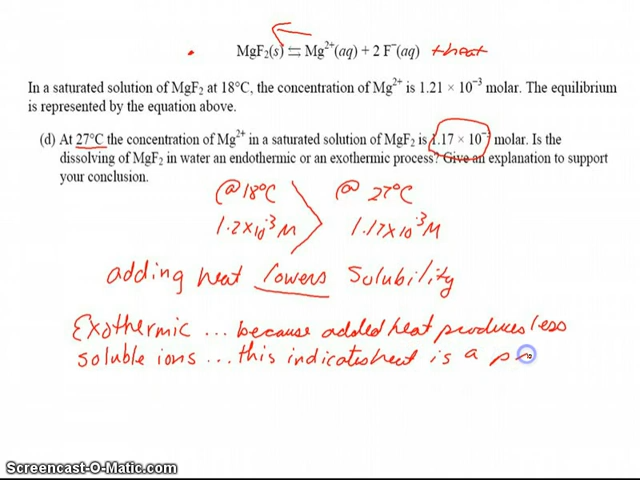 MgF₂(s) ⇆ Mg²⁺(aq) + 2 F⁻(aq) + heat
In a saturated solution of MgF₂ at 18°C, the concentration of Mg²⁺ is 1.21 × 10⁻³ molar. The equilibrium
is represented by the equation above.
(d) At 27°C the concentration of Mg²⁺ in a saturated solution of MgF₂ is 1.17 × 10⁻³ molar. Is the
dissolving of MgF₂ in water an endothermic or an exothermic process? Give an explanation to support
your conclusion.
@ 18°C > @ 27°C
1.2x10⁻³ M 1.17x10⁻³ M
adding heat lowers solubility
Exothermic ... because added heat produces less
soluble ions ... this indicates heat is a pr
Screencast-O-Matic.com